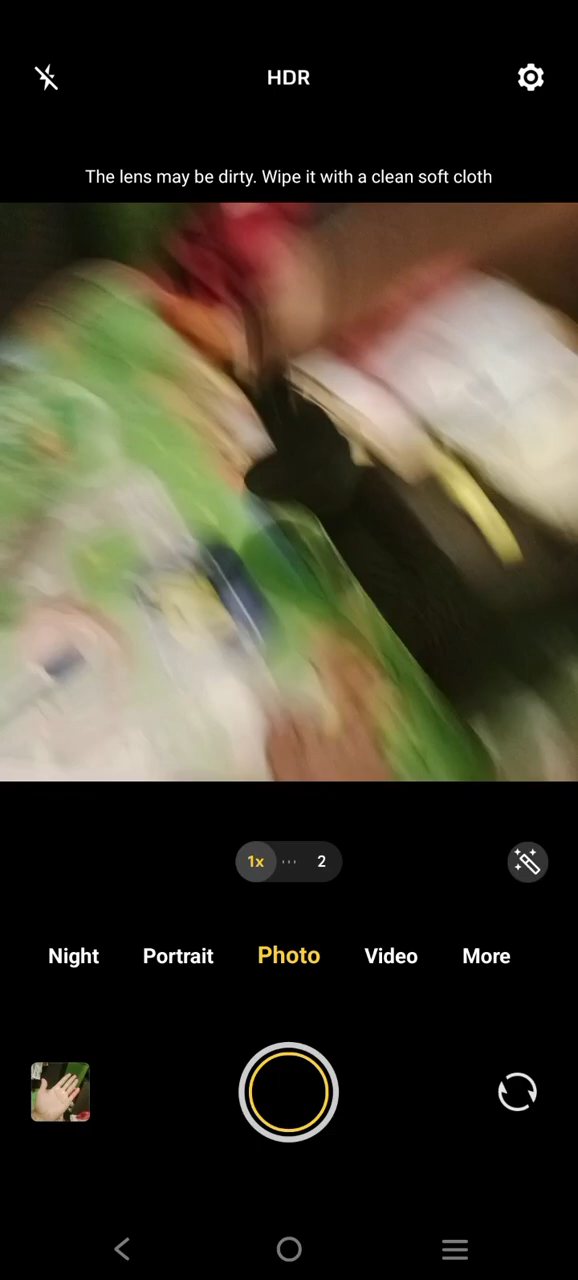 HDR
The lens may be dirty. Wipe it with a clean soft cloth
1x 2
Night Portrait Photo Video More